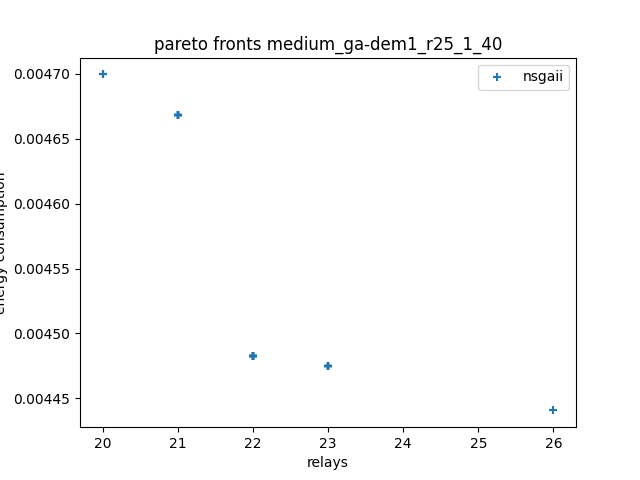 pareto fronts medium_ga-dem1_r25_1_40
nsgaii
0.00470
0.00465
0.00460
0.00455
0.00450
0.00445
energy consumption
20 21 22 23 24 25 26
relays